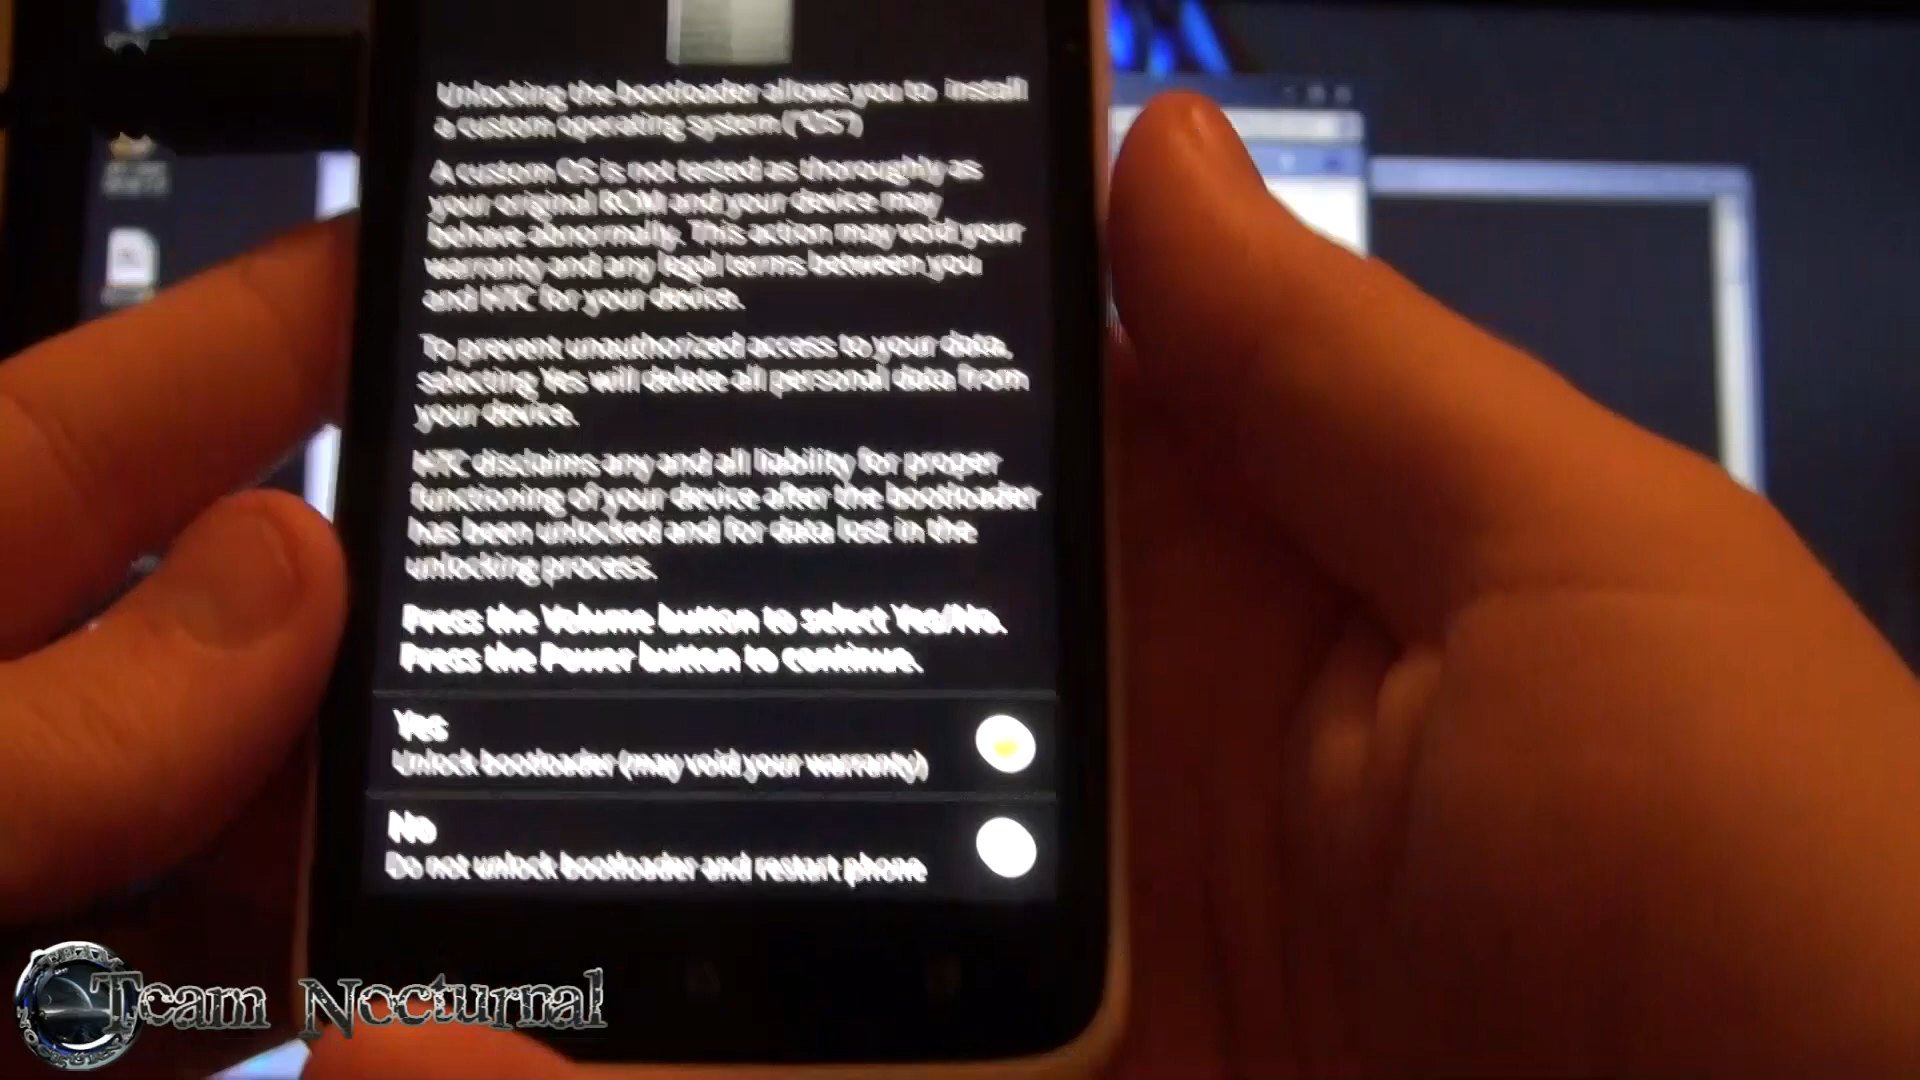 Unlocking the bootloader allows you to install
a custom operating system ("OS")
A custom OS is not tested as thoroughly as
your original ROM and your device may
behave abnormally. This action may void your
warranty and any legal terms between you
and HTC for your device.
To prevent unauthorized access to your data,
selecting Yes will delete all personal data from
your device.
HTC disclaims any and all liability for proper
functioning of your device after the bootloader
has been unlocked and for data lost in the
unlocking process.
Press the Volume button to select Yes/No.
Press the Power button to continue.
Yes
Unlock bootloader (may void your warranty)
No
Do not unlock bootloader and restart phone
Team Nocturnal